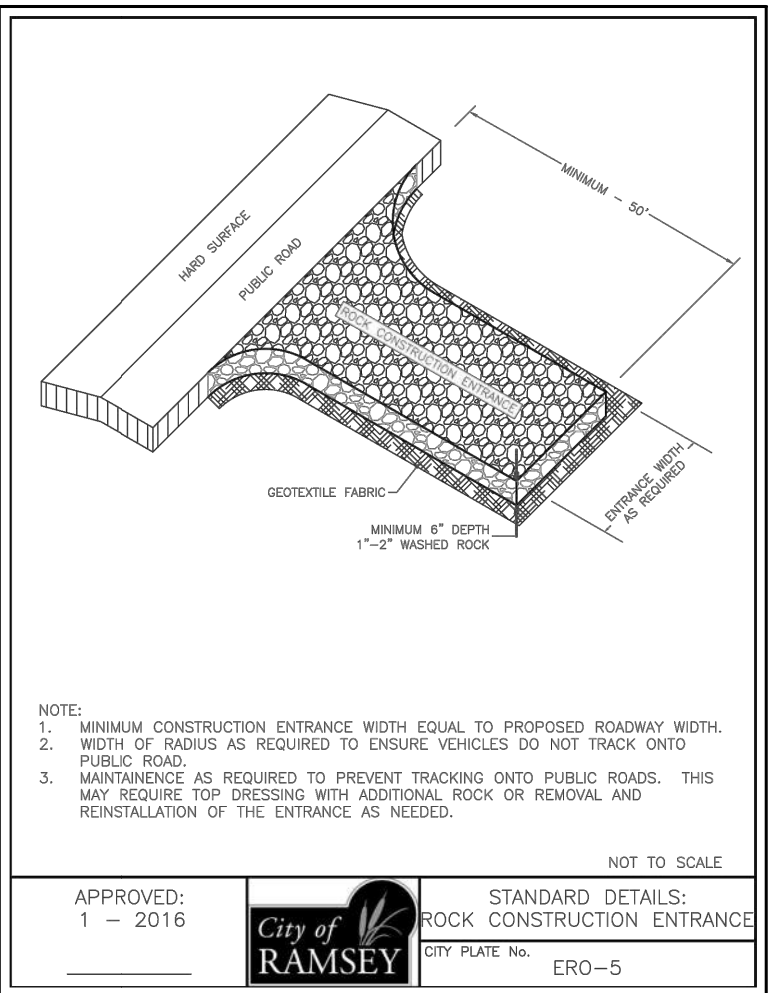 MINIMUM - 50'
HARD SURFACE
PUBLIC ROAD
ROCK CONSTRUCTION ENTRANCE
GEOTEXTILE FABRIC
MINIMUM 6" DEPTH
1"-2" WASHED ROCK
ENTRANCE WIDTH
AS REQUIRED
NOTE:
1. MINIMUM CONSTRUCTION ENTRANCE WIDTH EQUAL TO PROPOSED ROADWAY WIDTH.
2. WIDTH OF RADIUS AS REQUIRED TO ENSURE VEHICLES DO NOT TRACK ONTO
PUBLIC ROAD.
3. MAINTAINENCE AS REQUIRED TO PREVENT TRACKING ONTO PUBLIC ROADS. THIS
MAY REQUIRE TOP DRESSING WITH ADDITIONAL ROCK OR REMOVAL AND
REINSTALLATION OF THE ENTRANCE AS NEEDED.
NOT TO SCALE
APPROVED:
1 - 2016
City of
RAMSEY
STANDARD DETAILS:
ROCK CONSTRUCTION ENTRANCE
CITY PLATE No.
ERO-5